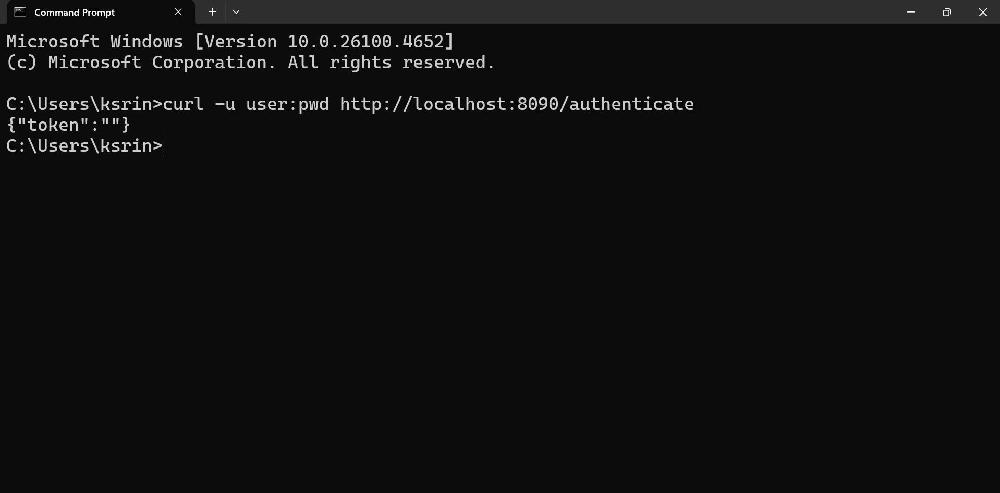 Command Prompt
Microsoft Windows [Version 10.0.26100.4652]
(c) Microsoft Corporation. All rights reserved.
C:\Users\ksrin>curl -u user:pwd http://localhost:8090/authenticate
{"token":""}
C:\Users\ksrin>